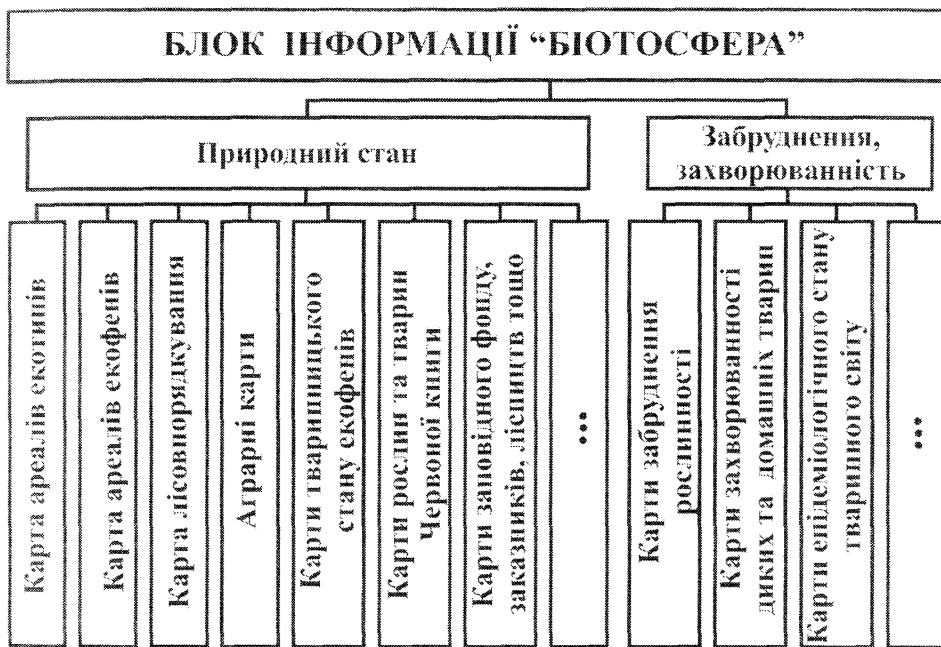 БЛОК ІНФОРМАЦІЇ “БІОТОСФЕРА”
Природний стан
Забруднення,
захворюванність
Карта ареалів екотипів
Карта ареалів екофенів
Карта лісовпорядкування
Аграрні карти
Карти тваринницького
стану, екофенів
Карти рослин та тварин
Червоної книги
Карти заповідного фонду,
заказників, лісництв тощо
...
Карти забруднення
рослинності
Карти захворюванності
диких та домашніх тварин
Карти епідеміологічного стану
тваринного світу
...